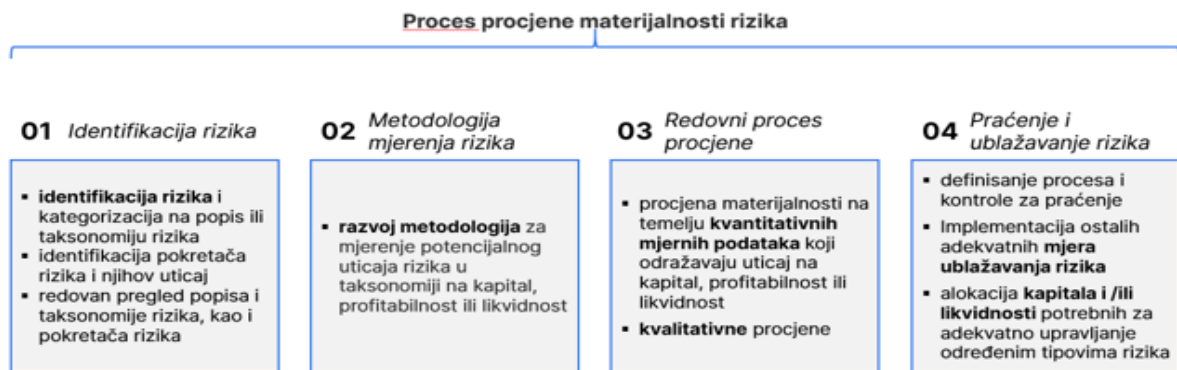 Proces procjene materijalnosti rizika
01 Identifikacija rizika
▪ identifikacija rizika i
kategorizacija na popis ili
taksonomiju rizika
▪ identifikacija pokretača
rizika i njihov uticaj
▪ redovan pregled popisa i
taksonomije rizika, kao i
pokretača rizika
02 Metodologija
mjerenja rizika
▪ razvoj metodologija za
mjerenje potencijalnog
uticaja rizika u
taksonomiji na kapital,
profitabilnost ili likvidnost
03 Redovni proces
procjene
▪ procjena materijalnosti na
temelju kvantitativnih
mjernih podataka koji
odražavaju uticaj na
kapital, profitabilnost ili
likvidnost
▪ kvalitativne procjene
04 Praćenje i
ublažavanje rizika
▪ definisanje procesa i
kontrole za praćenje
▪ Implementacija ostalih
adekvatnih mjera
ublažavanja rizika
▪ alokacija kapitala i /ili
likvidnosti potrebnih za
adekvatno upravljanje
određenim tipovima rizika